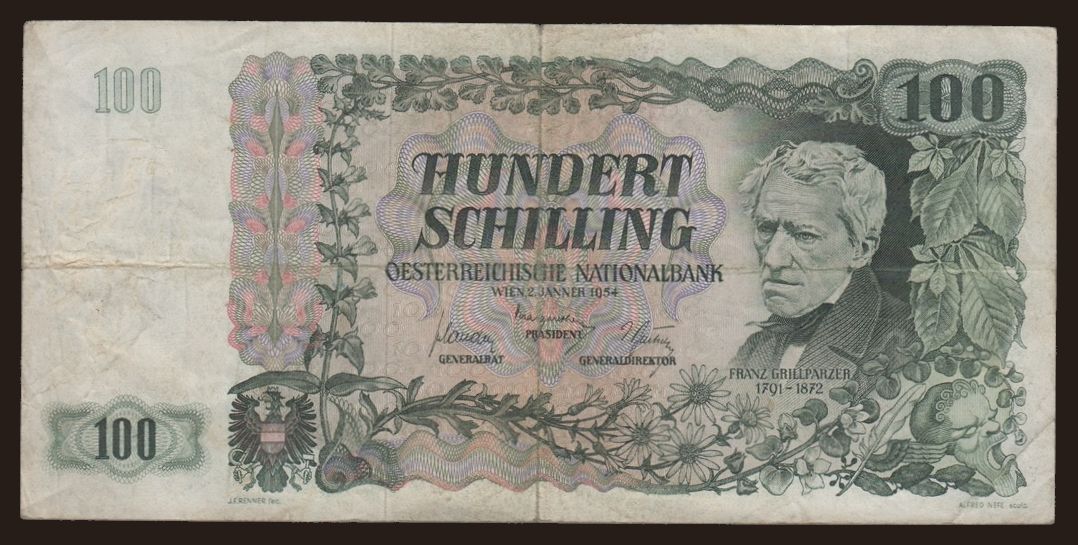 100
100
HUNDERT
SCHILLING
OESTERREICHISCHE NATIONALBANK
WIEN, 2. JÄNNER 1954
PRÄSIDENT
GENERALRAT GENERALDIREKTOR
FRANZ GRILLPARZER
1791-1872
100
J.F.RENNER fec.
ALFRED NEFE sculp.